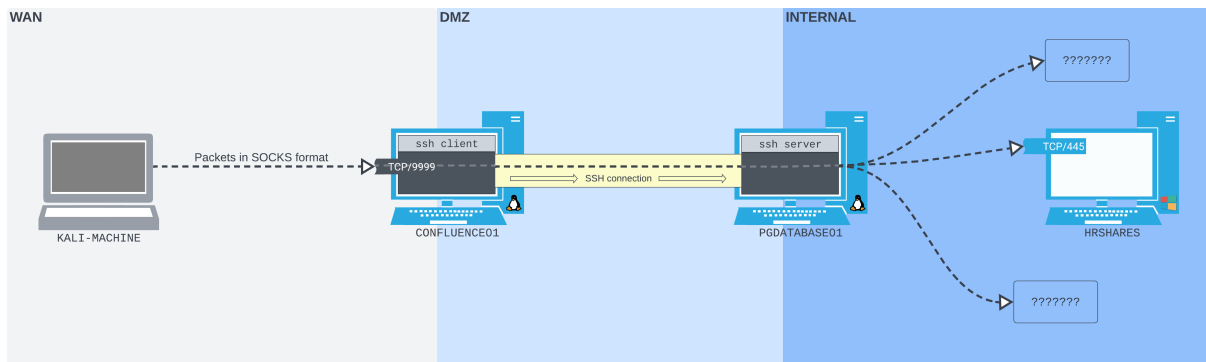 WAN
DMZ
INTERNAL
???????
ssh client
ssh server
Packets in SOCKS format
TCP/9999
TCP/445
SSH connection
KALI-MACHINE
CONFLUENCE01
PGDATABASE01
HRSHARES
???????